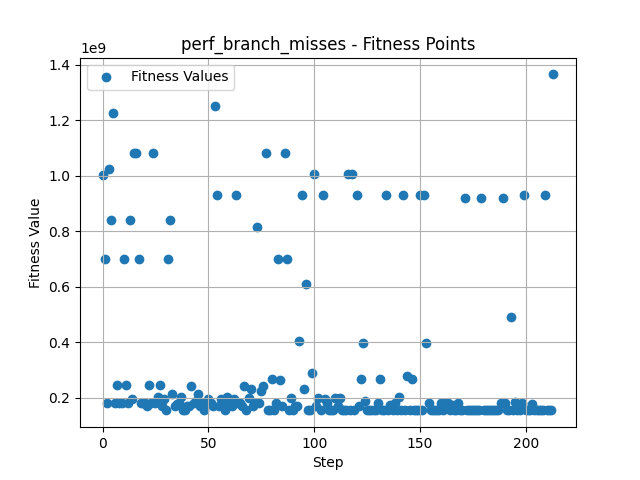 perf_branch_misses - Fitness Points
1e9
Fitness Values
1.4
1.2
1.0
0.8
0.6
0.4
0.2
Fitness Value
0 50 100 150 200
Step